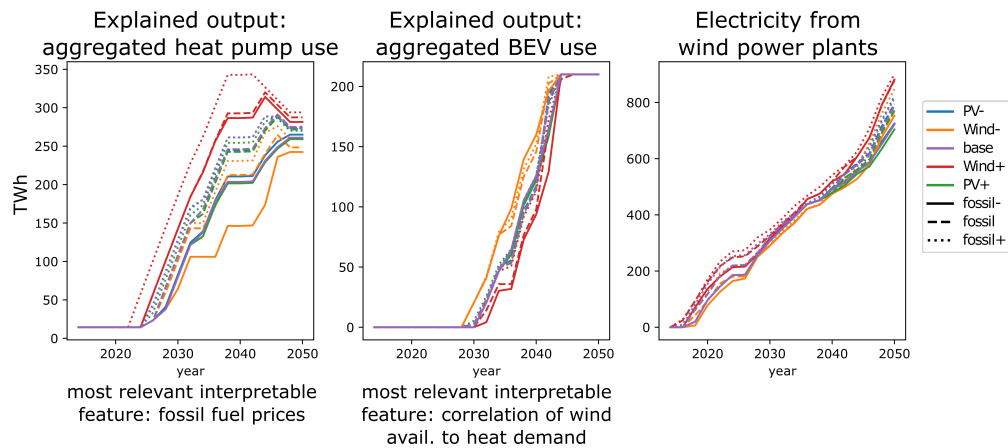 Explained output:
aggregated heat pump use
Explained output:
aggregated BEV use
Electricity from
wind power plants
TWh
350
300
250
200
150
100
50
0
2020
2030
2040
2050
year
200
150
100
50
0
2020
2030
2040
2050
year
800
600
400
200
0
2020
2030
2040
2050
year
PV-
Wind-
base
Wind+
PV+
fossil-
fossil
fossil+
most relevant interpretable
feature: fossil fuel prices
most relevant interpretable
feature: correlation of wind
avail. to heat demand